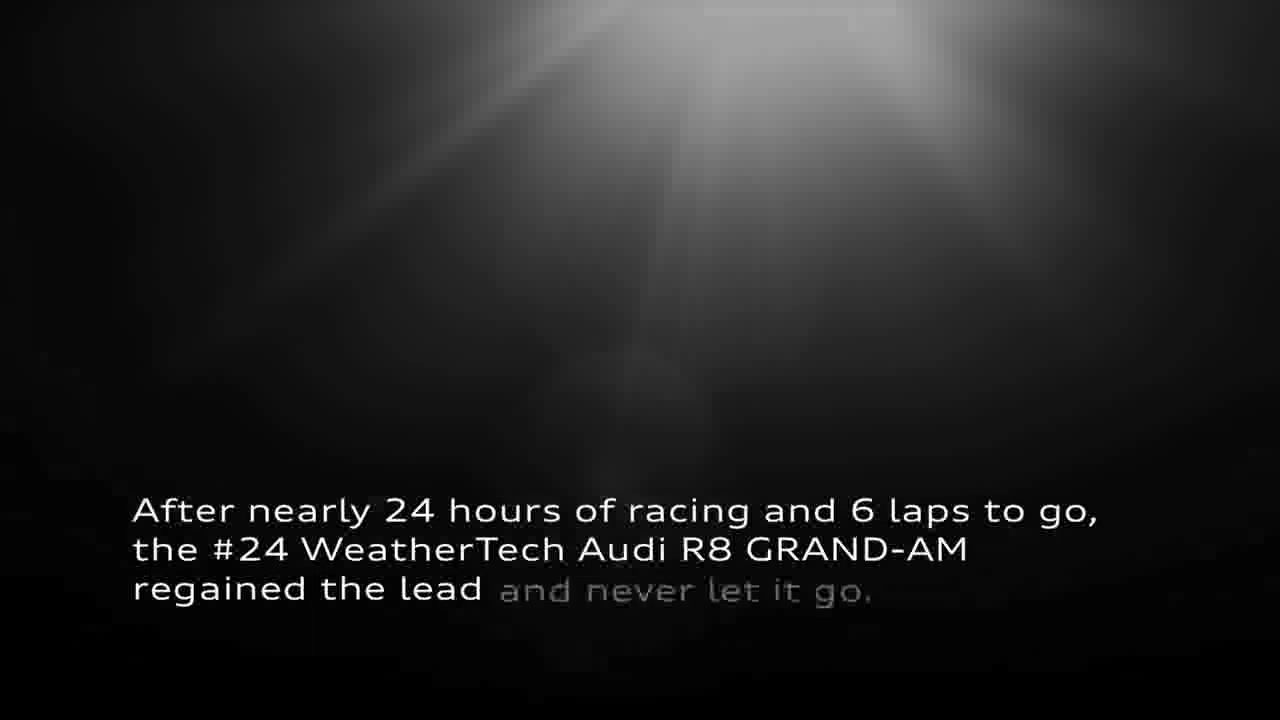 After nearly 24 hours of racing and 6 laps to go,
the #24 WeatherTech Audi R8 GRAND-AM
regained the lead and never let it go.